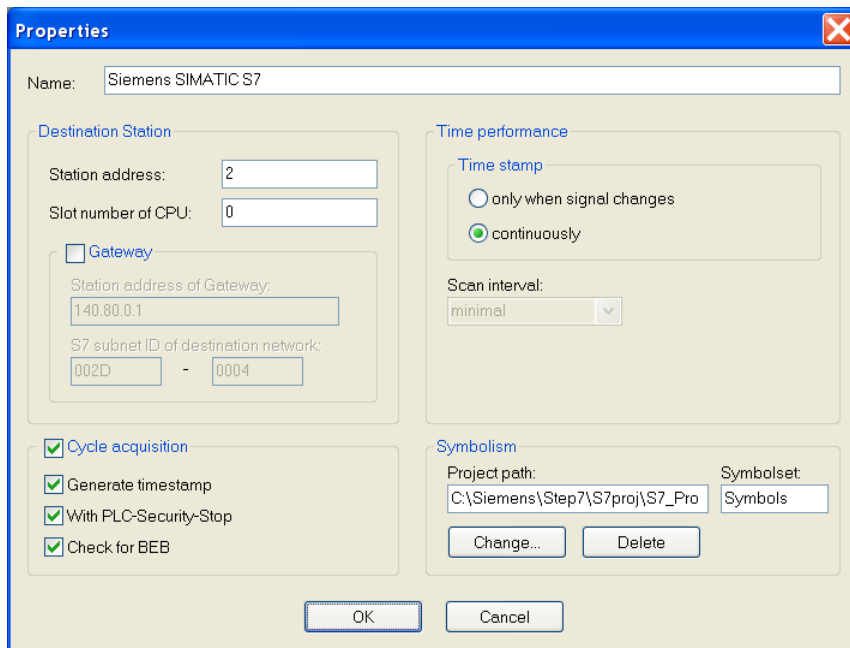 Properties
Name: Siemens SIMATIC S7
Destination Station
Station address: 2
Slot number of CPU: 0
Gateway
Station address of Gateway:
140.80.0.1
S7 subnet ID of destination network:
002D - 0004
Time performance
Time stamp
only when signal changes
continuously
Scan interval:
minimal
Cycle acquisition
Generate timestamp
With PLC-Security-Stop
Check for BEB
Symbolism
Project path: Symbolset:
C:\Siemens\Step7\S7proj\S7_Pro Symbols
Change... Delete
OK Cancel